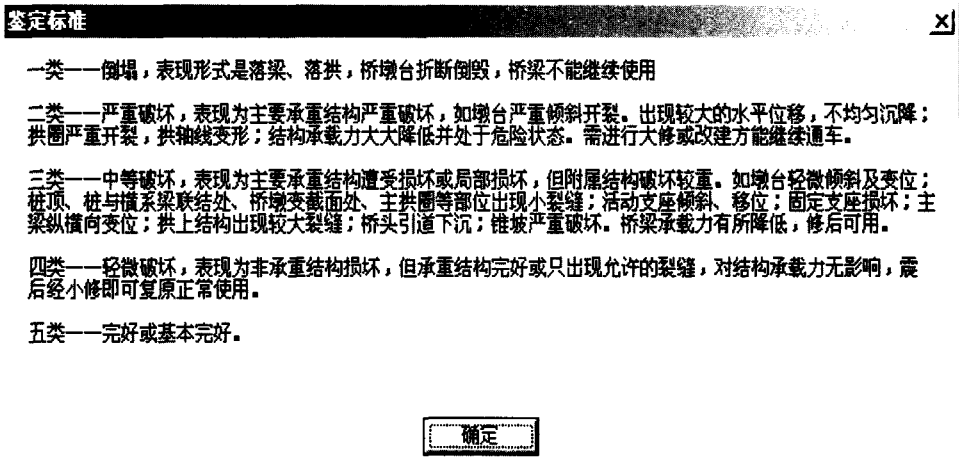 鉴定标准
一类——倒塌，表现形式是落梁、落拱，桥墩台折断倒毁，桥梁不能继续使用
二类——严重破坏，表现为主要承重结构严重破坏，如墩台严重倾斜开裂。出现较大的水平位移，不均匀沉降；
拱圈严重开裂，拱轴线变形；结构承载力大大降低并处于危险状态。需进行大修或改建方能继续通车。
三类——中等破坏，表现为主要承重结构遭受损坏或局部损坏，但附属结构破坏较重。如墩台轻微倾斜及变位；
桩顶、桩与横系梁联结处、桥墩变截面处、主拱圈等部位出现小裂缝；活动支座倾斜、移位；固定支座损坏；主
梁纵横向变位；拱上结构出现较大裂缝；桥头引道下沉；锥坡严重破坏。桥梁承载力有所降低，修后可用。
四类——轻微破坏，表现为非承重结构损坏，但承重结构完好或只出现允许的裂缝，对结构承载力无影响，震
后经小修即可复原正常使用。
五类——完好或基本完好。
确定